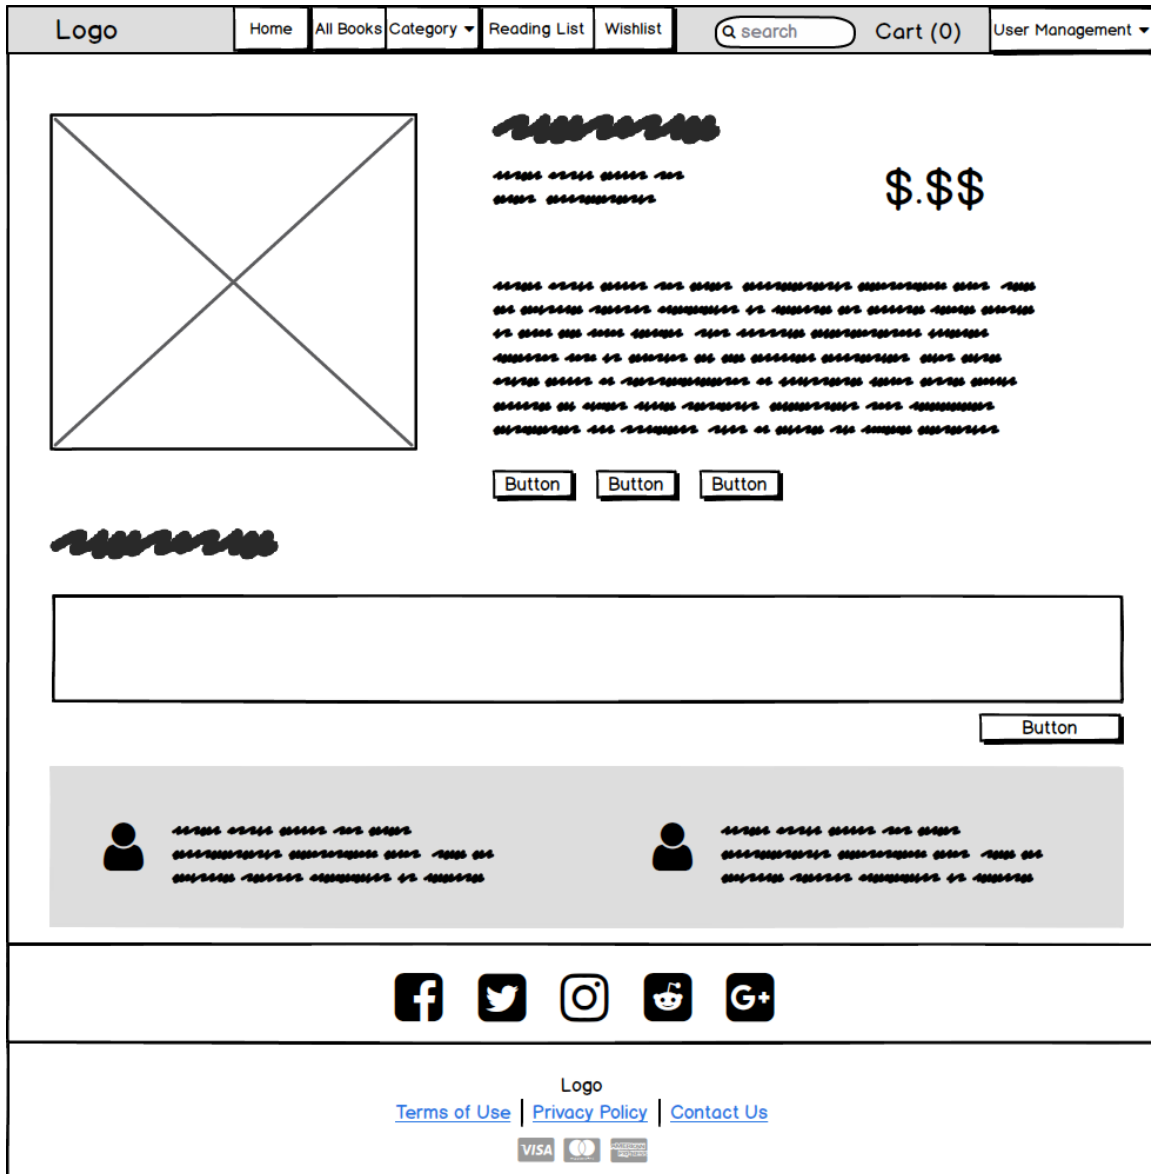 Logo Home All Books Category Reading List Wishlist search Cart (0) User Management
$.$$
Button Button Button
Button
Logo
Terms of Use | Privacy Policy | Contact Us
VISA